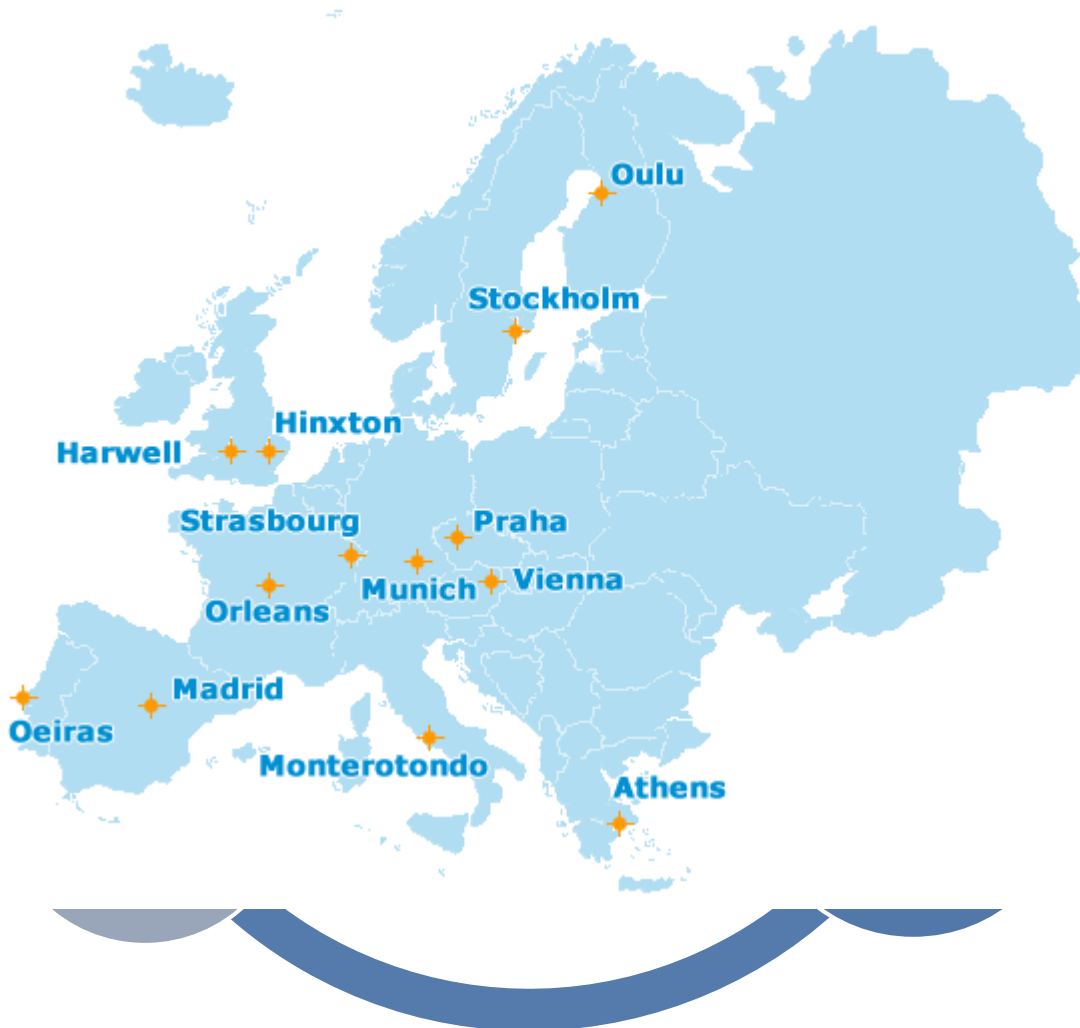 Oulu
Stockholm
Hinxton
Harwell
Strasbourg
Praha
Munich
Vienna
Orleans
Madrid
Oeiras
Monterotondo
Athens